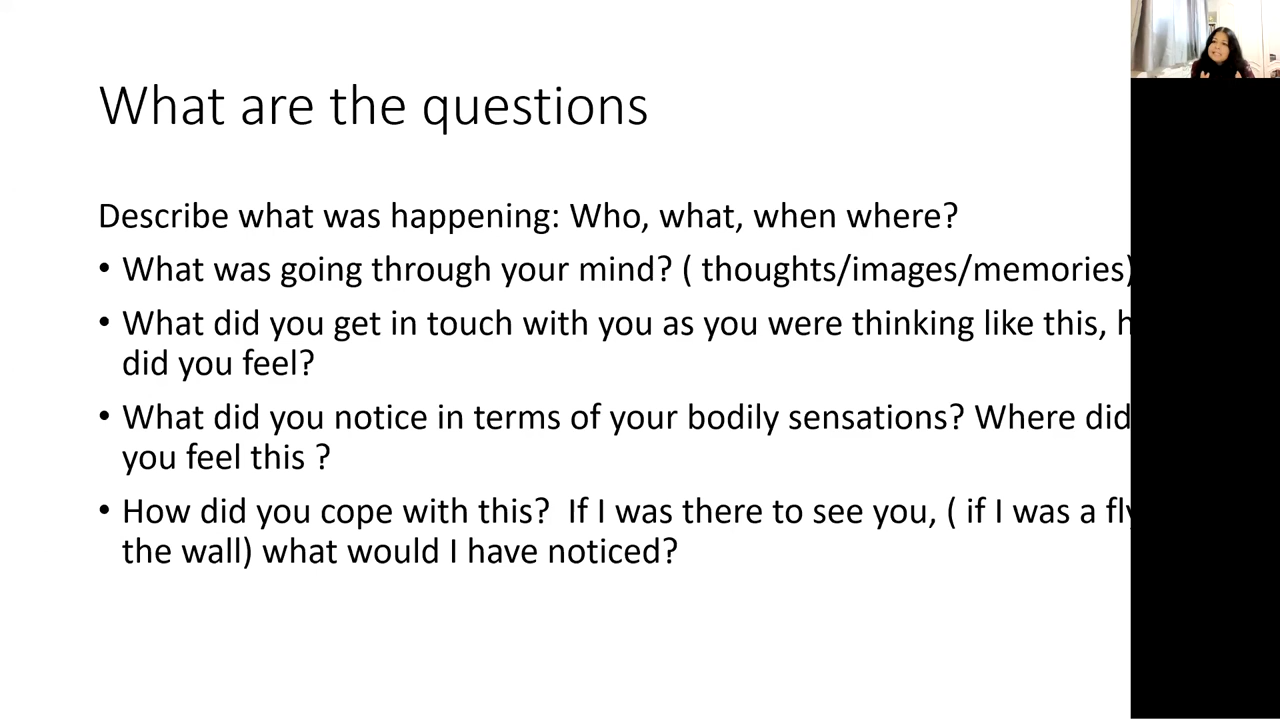 What are the questions
Describe what was happening: Who, what, when where?
• What was going through your mind? ( thoughts/images/memories)
• What did you get in touch with you as you were thinking like this,
did you feel?
• What did you notice in terms of your bodily sensations? Where did
you feel this ?
• How did you cope with this?  If I was there to see you, ( if I was a
the wall) what would I have noticed?